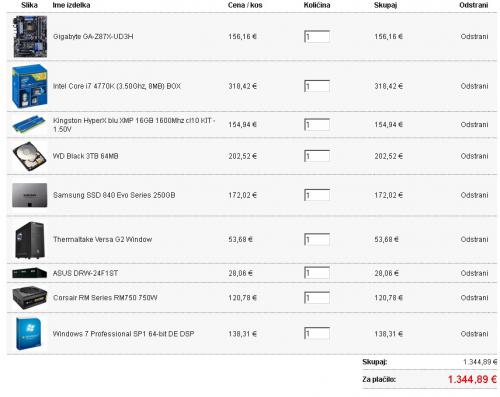 Slika Ime izdelka Cena / kos Količina Skupaj Odstrani
Gigabyte GA-Z87X-UD3H 156,16 € 1 156,16 € Odstrani
Intel Core i7 4770K (3.50Ghz, 8MB) BOX 318,42 € 1 318,42 € Odstrani
Kingston HyperX blu XMP 16GB 1600Mhz cl10 KIT -
1.50V 154,94 € 1 154,94 € Odstrani
WD Black 3TB 64MB 202,52 € 1 202,52 € Odstrani
Samsung SSD 840 Evo Series 250GB 172,02 € 1 172,02 € Odstrani
Thermaltake Versa G2 Window 53,68 € 1 53,68 € Odstrani
ASUS DRW-24F1ST 28,06 € 1 28,06 € Odstrani
Corsair RM Series RM750 750W 120,78 € 1 120,78 € Odstrani
Windows 7 Professional SP1 64-bit DE DSP 138,31 € 1 138,31 € Odstrani
Skupaj: 1.344,89 €
Za plačilo: 1.344,89 €